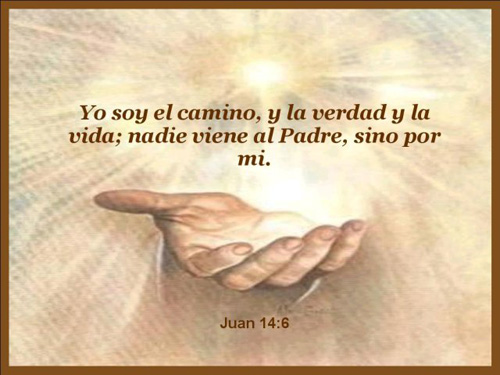 Yo soy el camino, y la verdad y la
vida; nadie viene al Padre, sino por
mi.
Juan 14:6